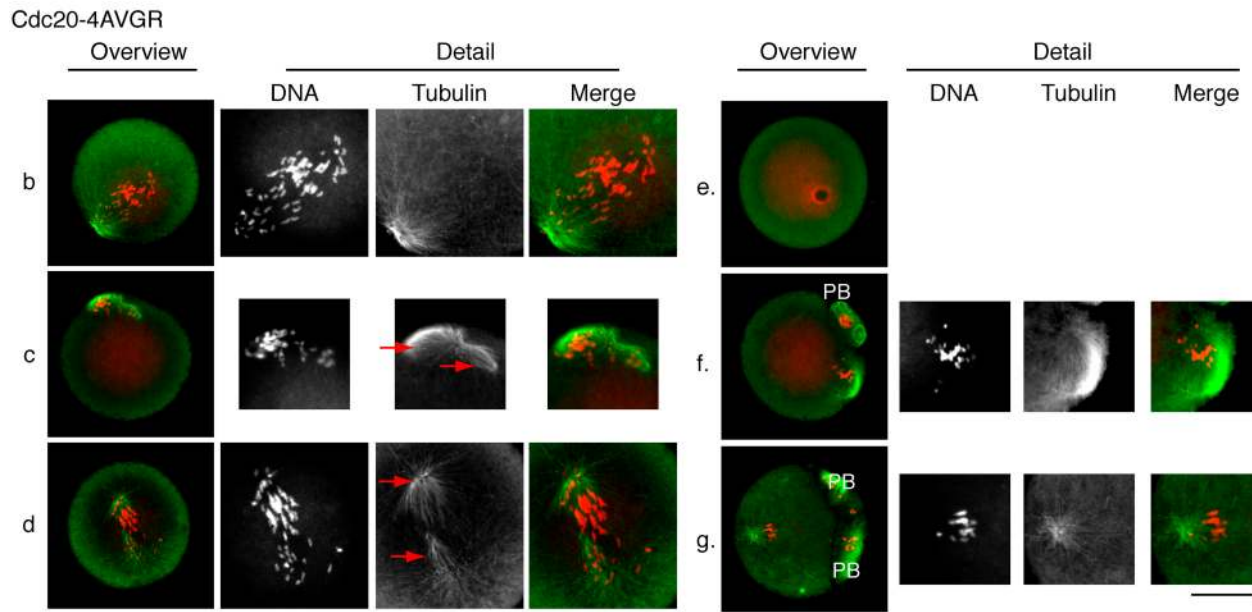 Cdc20-4AVGR
Overview Detail Overview Detail
DNA Tubulin Merge DNA Tubulin Merge
b e.
PB
c f.
d g. PB
PB